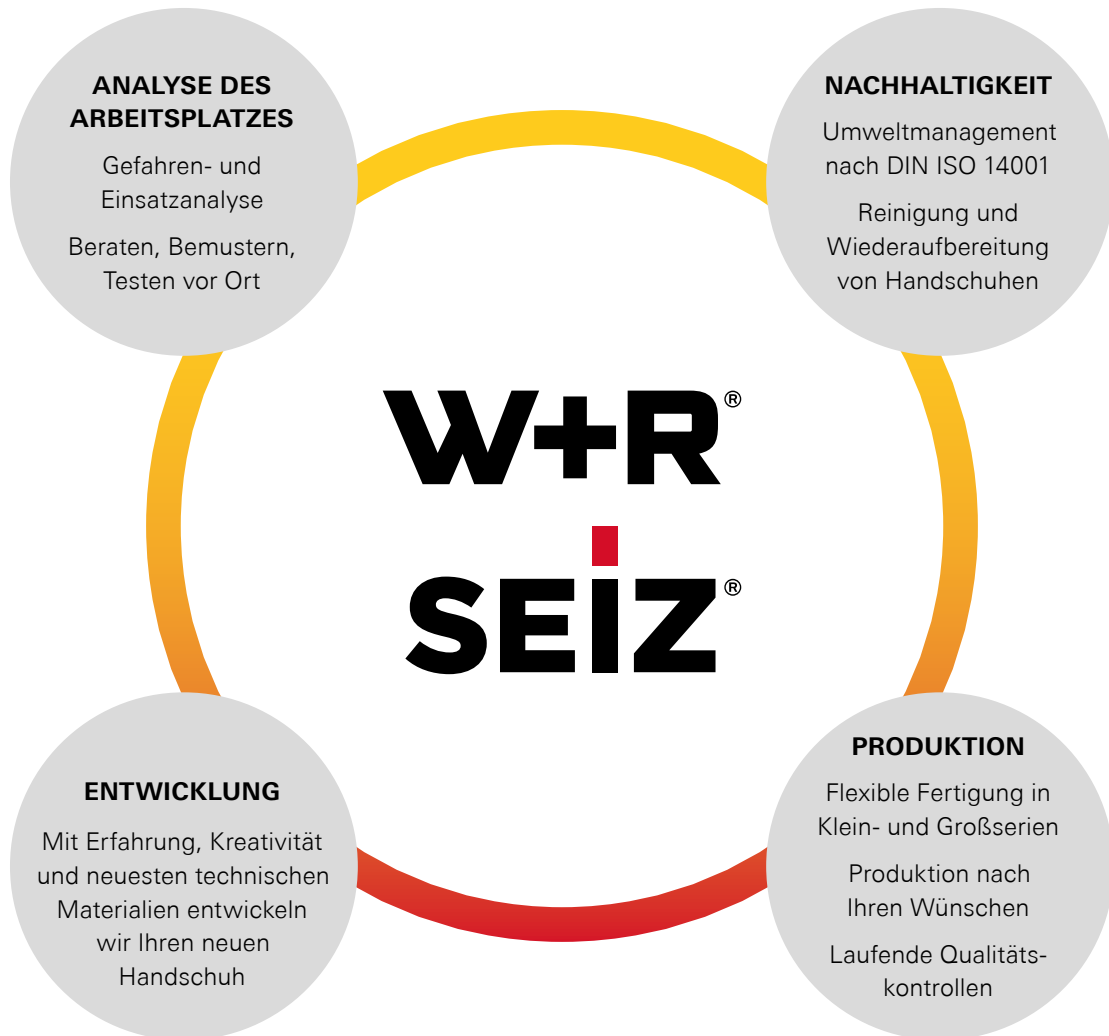 ANALYSE DES
ARBEITSPLATZES
Gefahren- und
Einsatzanalyse
Beraten, Bemustern,
Testen vor Ort
NACHHALTIGKEIT
Umweltmanagement
nach DIN ISO 14001
Reinigung und
Wiederaufbereitung
von Handschuhen
W+R®
SEIZ®
ENTWICKLUNG
Mit Erfahrung, Kreativität
und neuesten technischen
Materialien entwickeln
wir Ihren neuen
Handschuh
PRODUKTION
Flexible Fertigung in
Klein- und Großserien
Produktion nach
Ihren Wünschen
Laufende Qualitäts-
kontrollen